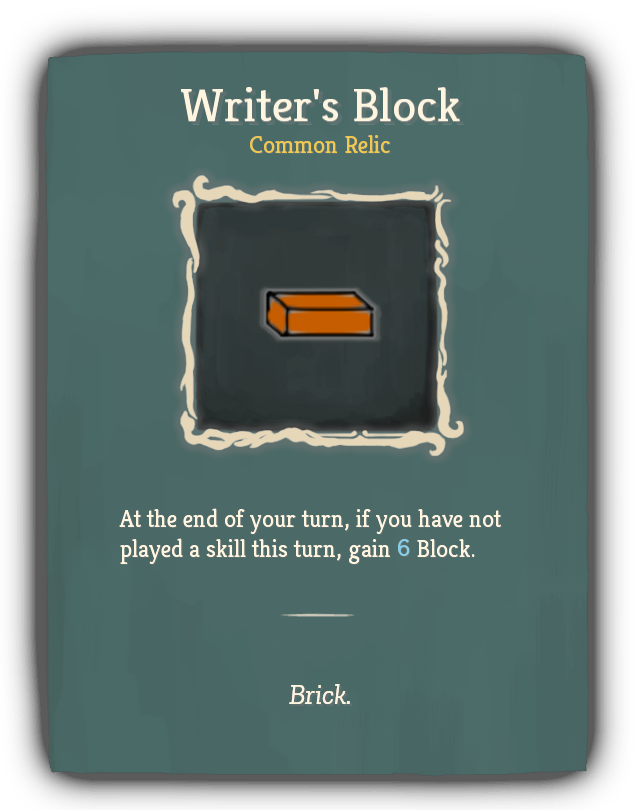 Writer's Block
Common Relic
At the end of your turn, if you have not
played a skill this turn, gain 6 Block.
Brick.